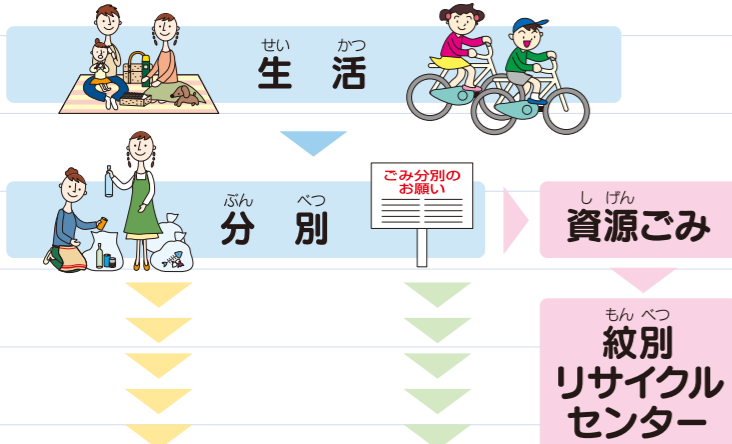 せい かつ
生 活
ぶん べつ
分 別
ごみ分別の
お願い
し げん
資源ごみ
もん べつ
紋別
リサイクル
センター